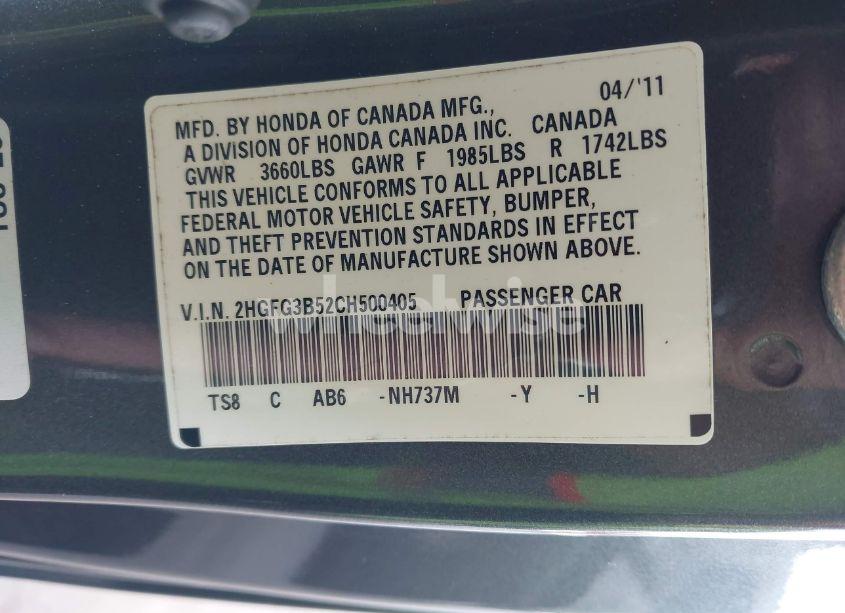 04/'11
MFD. BY HONDA OF CANADA MFG.,
A DIVISION OF HONDA CANADA INC. CANADA
GVWR 3660LBS GAWR F 1985LBS R 1742LBS
THIS VEHICLE CONFORMS TO ALL APPLICABLE
FEDERAL MOTOR VEHICLE SAFETY, BUMPER,
AND THEFT PREVENTION STANDARDS IN EFFECT
ON THE DATE OF MANUFACTURE SHOWN ABOVE.
V.I.N. 2HGFG3B52CH500405 PASSENGER CAR
wheelwise
TS8 C AB6 -NH737M -Y -H